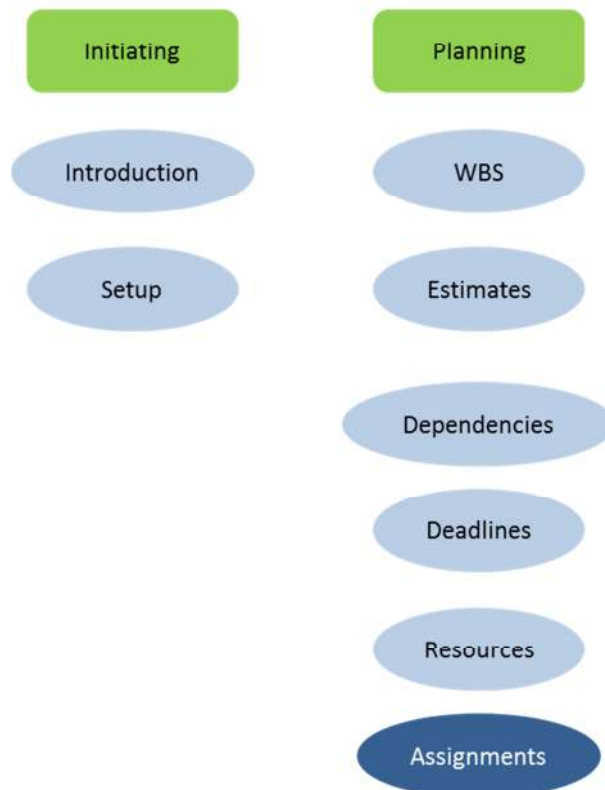 Initiating
Introduction
Setup
Planning
WBS
Estimates
Dependencies
Deadlines
Resources
Assignments